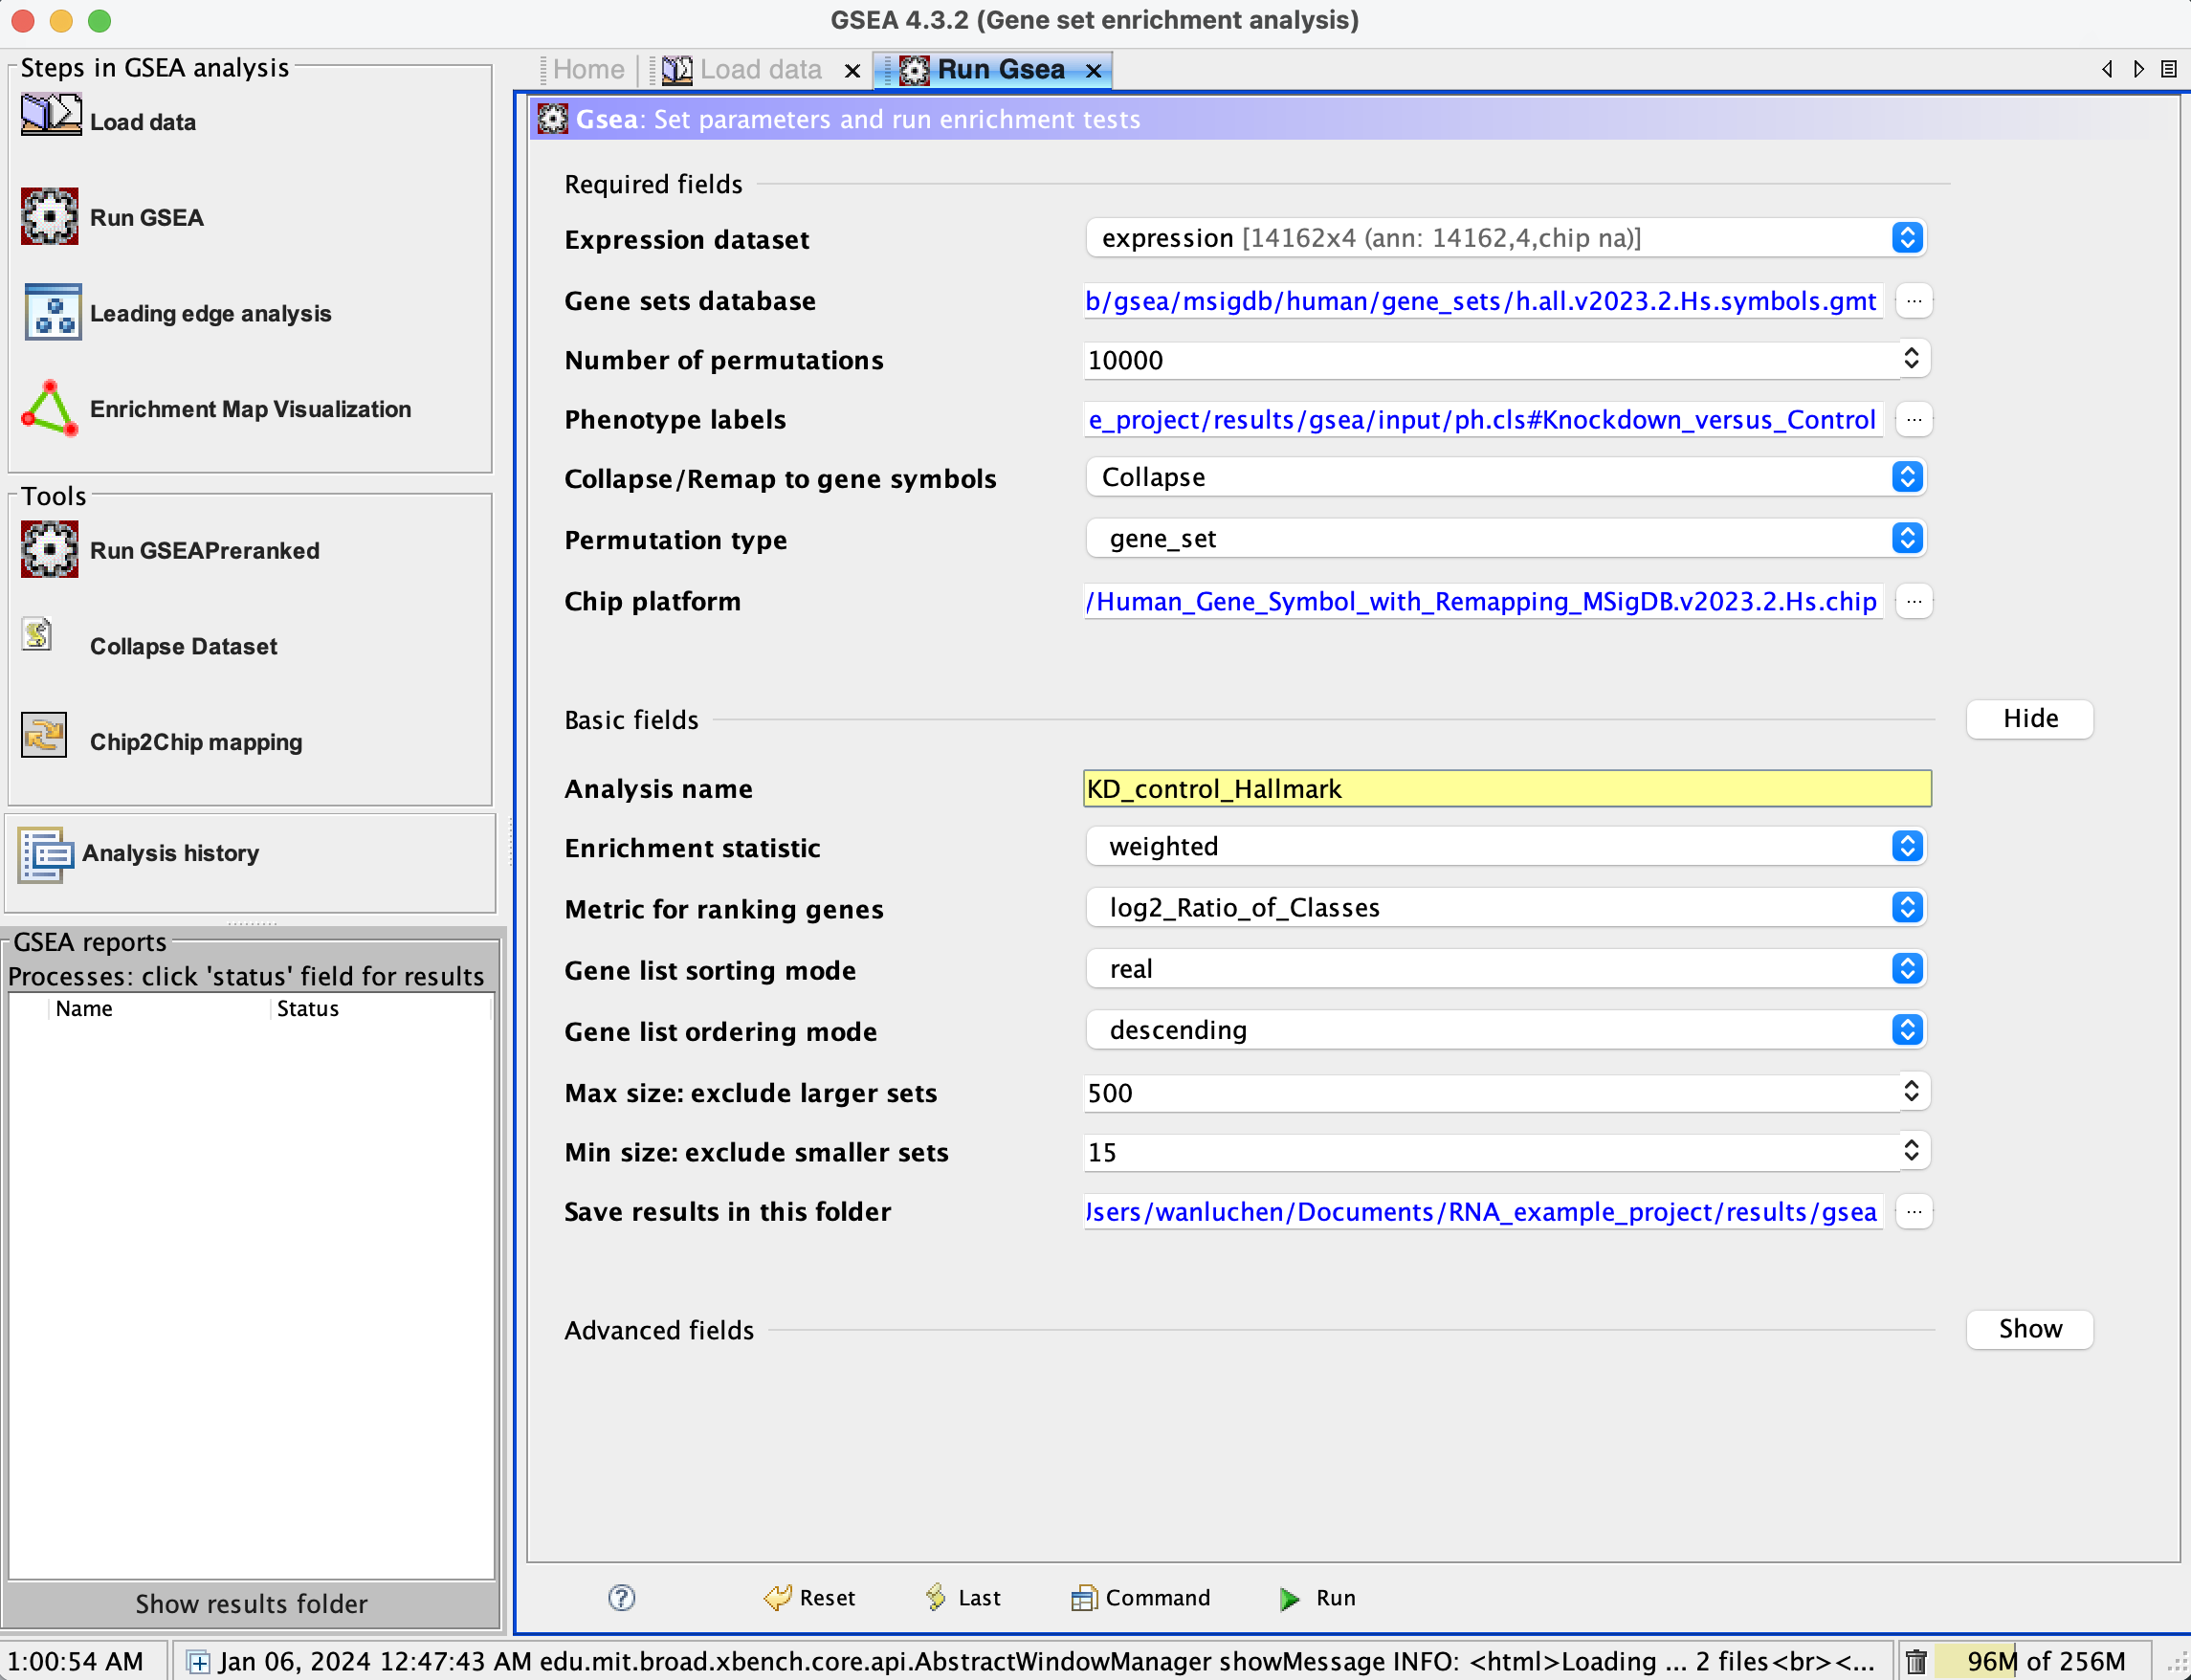 GSEA 4.3.2 (Gene set enrichment analysis)
Steps in GSEA analysis
Load data
Run GSEA
Leading edge analysis
Enrichment Map Visualization
Tools
Run GSEAPreranked
Collapse Dataset
Chip2Chip mapping
Analysis history
GSEA reports
Processes: click 'status' field for results
Name Status
Show results folder
Home Load data Run Gsea
Gsea: Set parameters and run enrichment tests
Required fields
Expression dataset expression [14162x4 (ann: 14162,4,chip na)]
Gene sets database b/gsea/msigdb/human/gene_sets/h.all.v2023.2.Hs.symbols.gmt ...
Number of permutations 10000
Phenotype labels e_project/results/gsea/input/ph.cls#Knockdown_versus_Control ...
Collapse/Remap to gene symbols Collapse
Permutation type gene_set
Chip platform /Human_Gene_Symbol_with_Remapping_MSigDB.v2023.2.Hs.chip ...
Basic fields Hide
Analysis name KD_control_Hallmark
Enrichment statistic weighted
Metric for ranking genes log2_Ratio_of_Classes
Gene list sorting mode real
Gene list ordering mode descending
Max size: exclude larger sets 500
Min size: exclude smaller sets 15
Save results in this folder Jsers/wanluchen/Documents/RNA_example_project/results/gsea ...
Advanced fields Show
? Reset Last Command Run
1:00:54 AM Jan 06, 2024 12:47:43 AM edu.mit.broad.xbench.core.api.AbstractWindowManager showMessage INFO: <html>Loading ... 2 files<br><... 96M of 256M